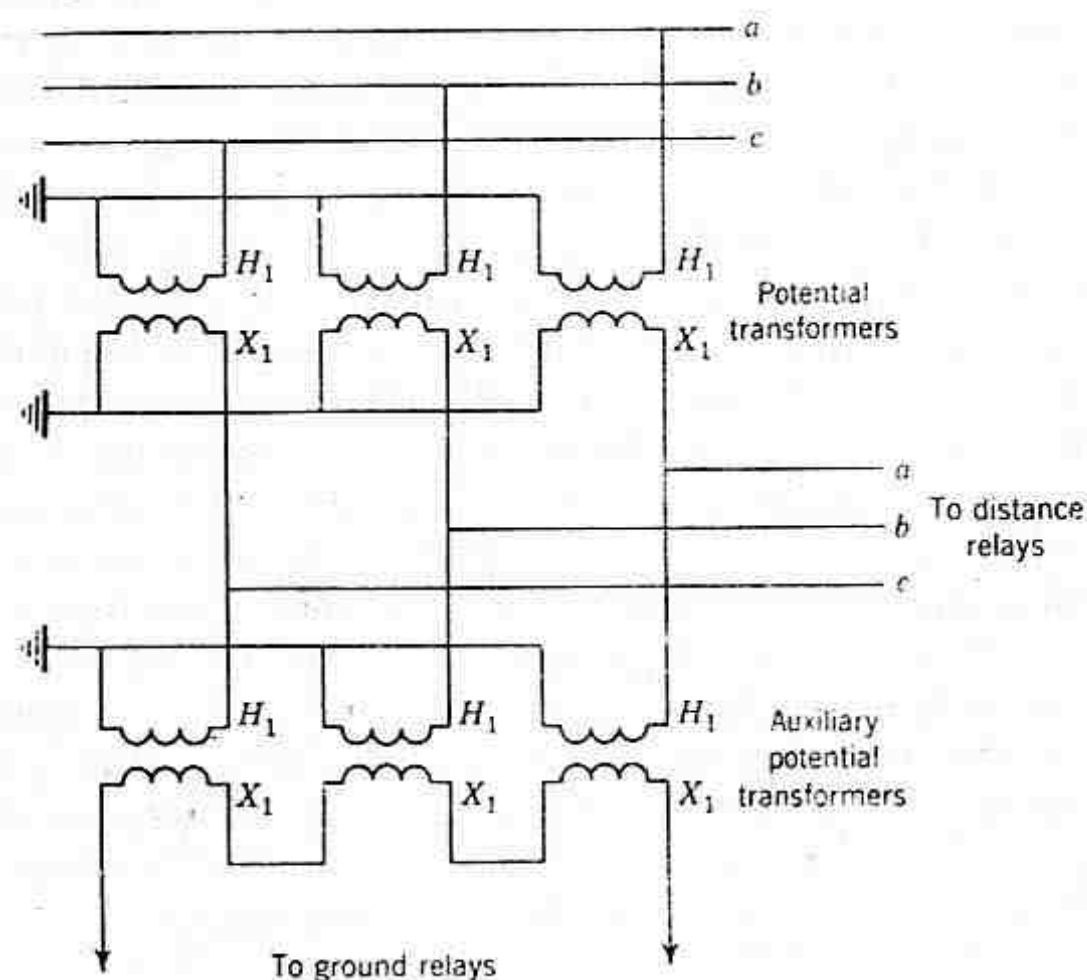 a
b
c
H₁ H₁ H₁
Potential
transformers
X₁ X₁ X₁
a
b
c
To distance
relays
H₁ H₁ H₁
Auxiliary
potential
transformers
X₁ X₁ X₁
To ground relays